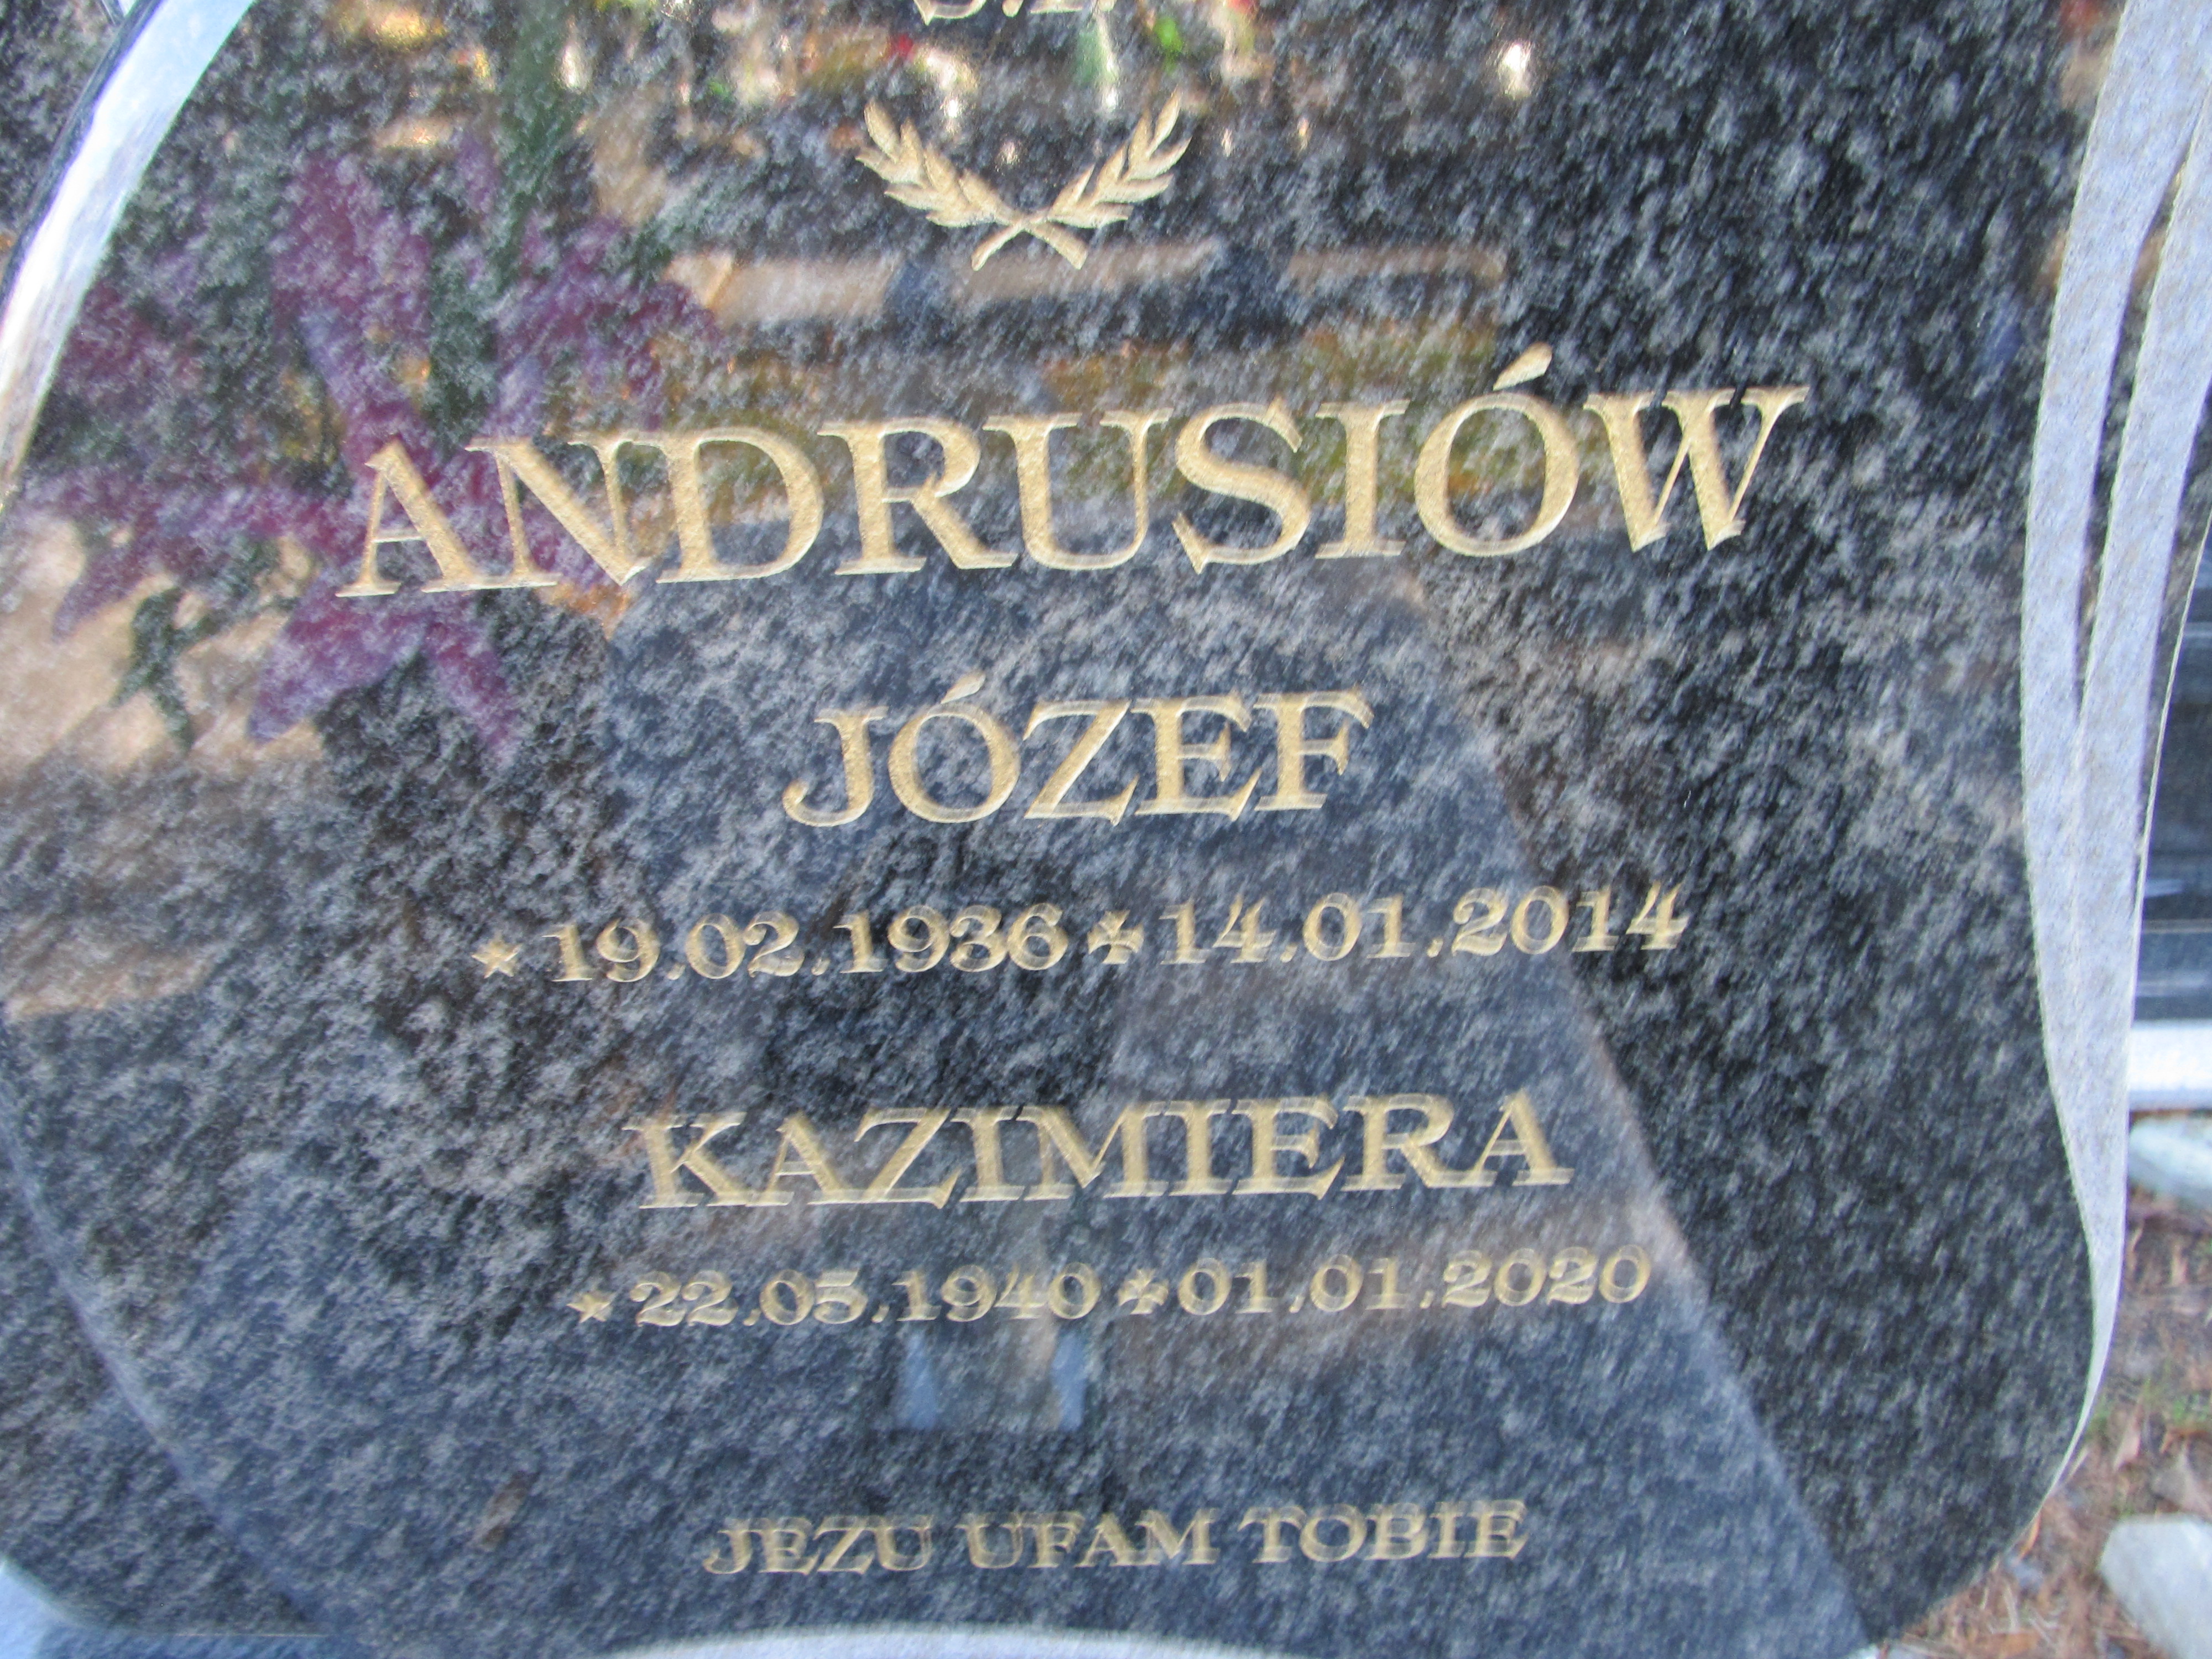 ANDRUSIÓW
JÓZEF
* 19.02.1936 ✠ 14.01.2014
KAZIMIERA
* 22.05.1940 ✠ 01.01.2020
JEZU UFAM TOBIE